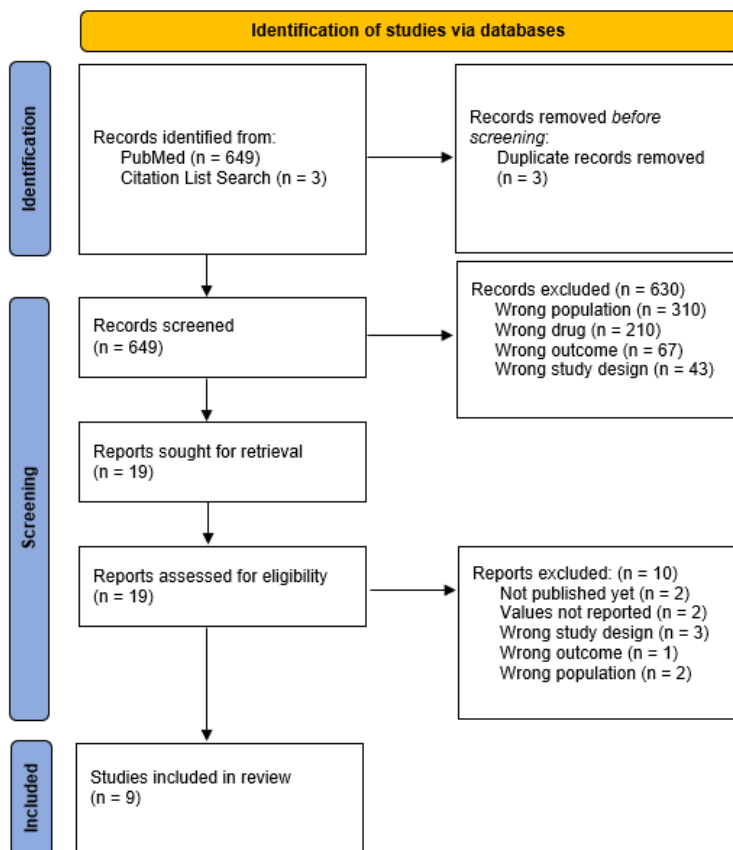 Identification of studies via databases
Identification
Records identified from:
PubMed (n = 649)
Citation List Search (n = 3)
Records removed before
screening:
Duplicate records removed
(n = 3)
Screening
Records screened
(n = 649)
Records excluded (n = 630)
Wrong population (n = 310)
Wrong drug (n = 210)
Wrong outcome (n = 67)
Wrong study design (n = 43)
Reports sought for retrieval
(n = 19)
Reports assessed for eligibility
(n = 19)
Reports excluded: (n = 10)
Not published yet (n = 2)
Values not reported (n = 2)
Wrong study design (n = 3)
Wrong outcome (n = 1)
Wrong population (n = 2)
Included
Studies included in review
(n = 9)